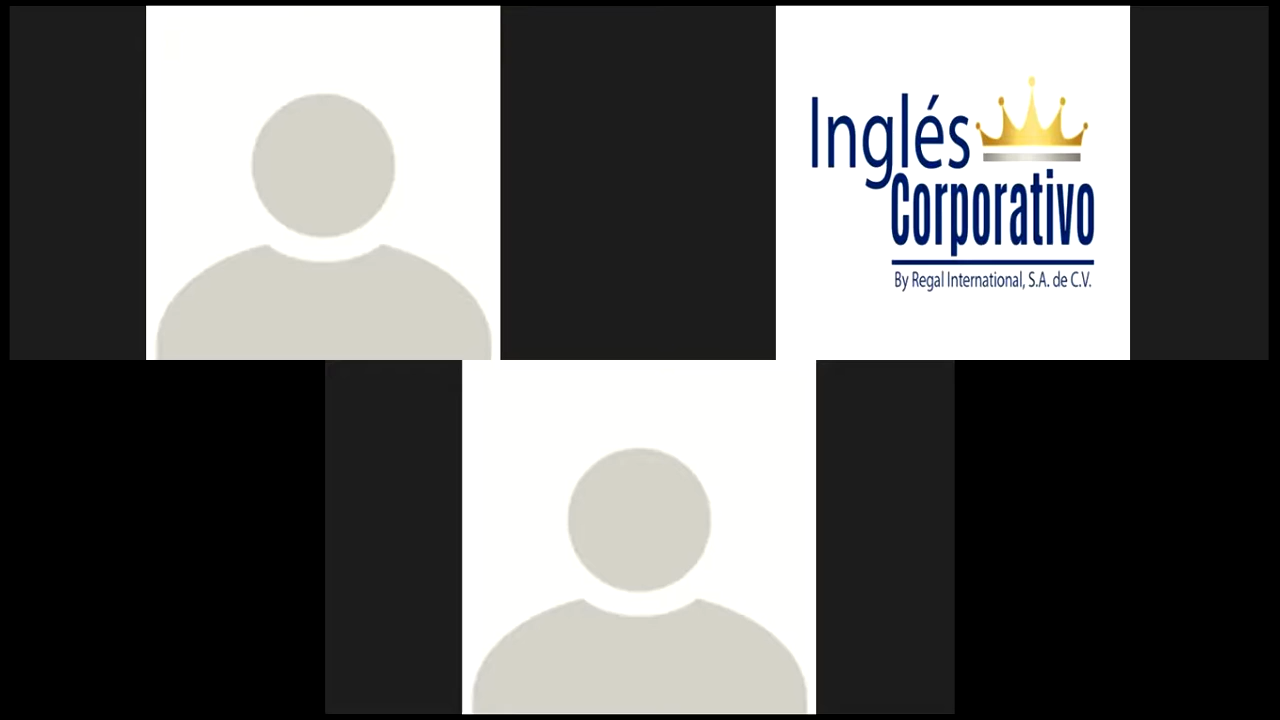 Inglés
Corporativo
By Regal International, S.A. de C.V.